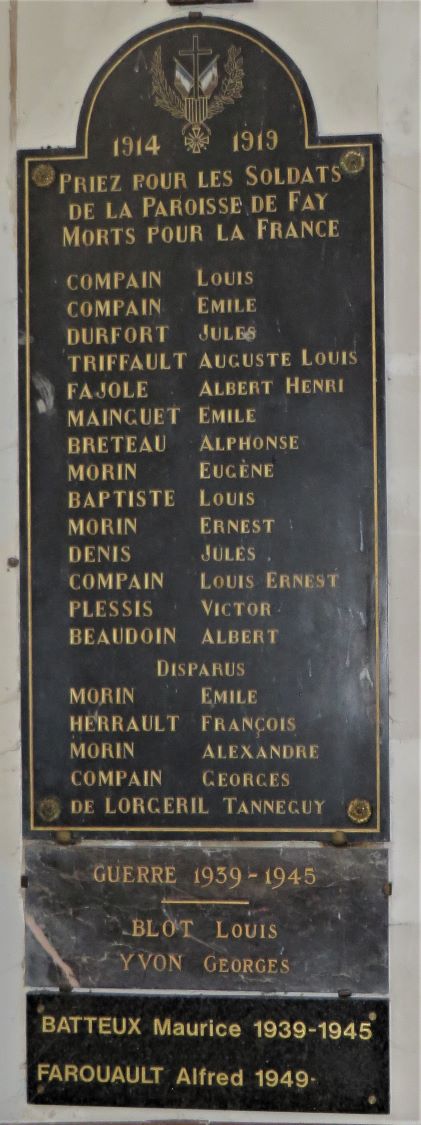 1914 1919
PRIEZ POUR LES SOLDATS
DE LA PAROISSE DE FAY
MORTS POUR LA FRANCE
COMPAIN LOUIS
COMPAIN EMILE
DURFORT JULES
TRIFFAULT AUGUSTE LOUIS
FAJOLE ALBERT HENRI
MAINGUET EMILE
BRETEAU ALPHONSE
MORIN EUGÈNE
BAPTISTE LOUIS
MORIN ERNEST
DENIS JULES
COMPAIN LOUIS ERNEST
PLESSIS VICTOR
BEAUDOIN ALBERT
DISPARUS
MORIN EMILE
HERRAULT FRANÇOIS
MORIN ALEXANDRE
COMPAIN GEORGES
DE LORGERIL TANNEGUY
GUERRE 1939-1945
BLOT LOUIS
YVON GEORGES
BATTEUX Maurice 1939-1945
FAROUAULT Alfred 1949-